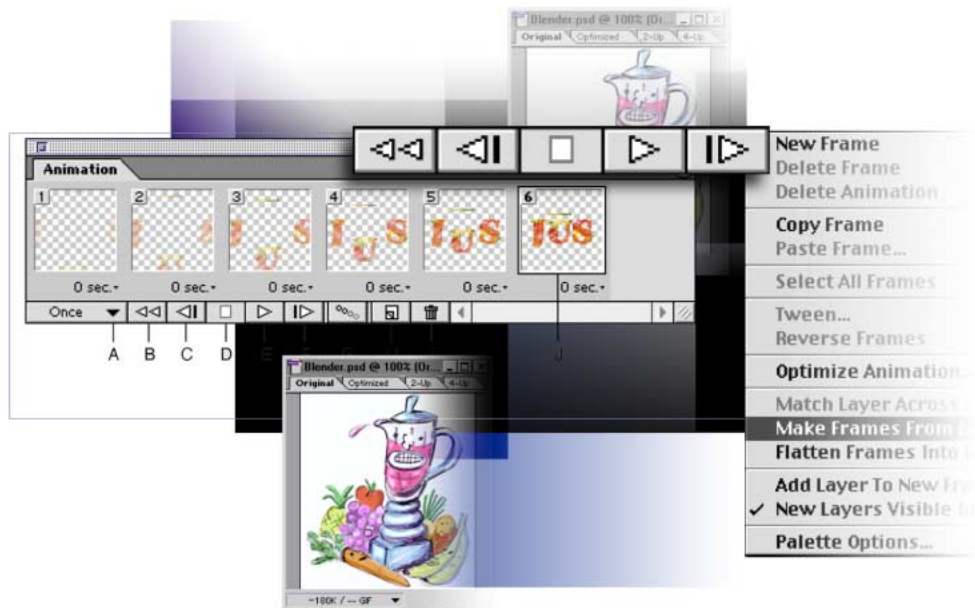 Blender.psd @ 100% (Or...
Original Optimized 2-Up 4-Up
Animation
1 2 3 4 5 6
I U S I U S I U S I U S
0 sec. 0 sec. 0 sec. 0 sec. 0 sec. 0 sec.
Once
A B C D E J
New Frame
Delete Frame
Delete Animation
Copy Frame
Paste Frame...
Select All Frames
Tween...
Reverse Frames
Optimize Animation...
Match Layer Across
Make Frames From
Flatten Frames Into
Add Layer To New Fra
✓ New Layers Visible In
Palette Options...
Blender.psd @ 100% (Or...
Original Optimized 2-Up 4-Up
~180K / -- GIF